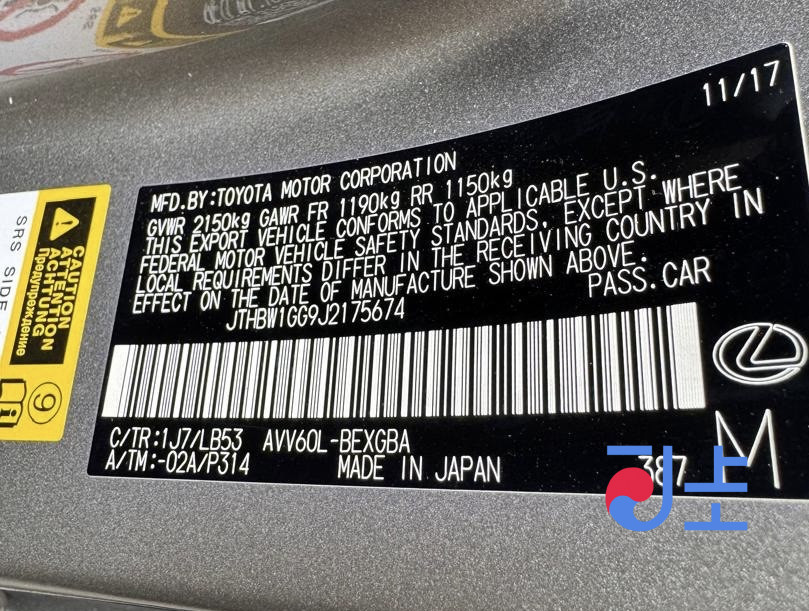 11/17
MFD.BY:TOYOTA MOTOR CORPORATION
GVWR 2150kg GAWR FR 1190kg RR 1150kg
THIS EXPORT VEHICLE CONFORMS TO APPLICABLE U.S.
FEDERAL MOTOR VEHICLE SAFETY STANDARDS, EXCEPT WHERE
LOCAL REQUIREMENTS DIFFER IN THE RECEIVING COUNTRY IN
EFFECT ON THE DATE OF MANUFACTURE SHOWN ABOVE.
JTHBW1GG9J2175674 PASS.CAR
C/TR:1J7/LB53 AVV60L-BEXGBA
A/TM:-02A/P314 MADE IN JAPAN 387 M
CAUTION
ATTENTION
ACHTUNG
Предупреждение
SRS SIDE
9